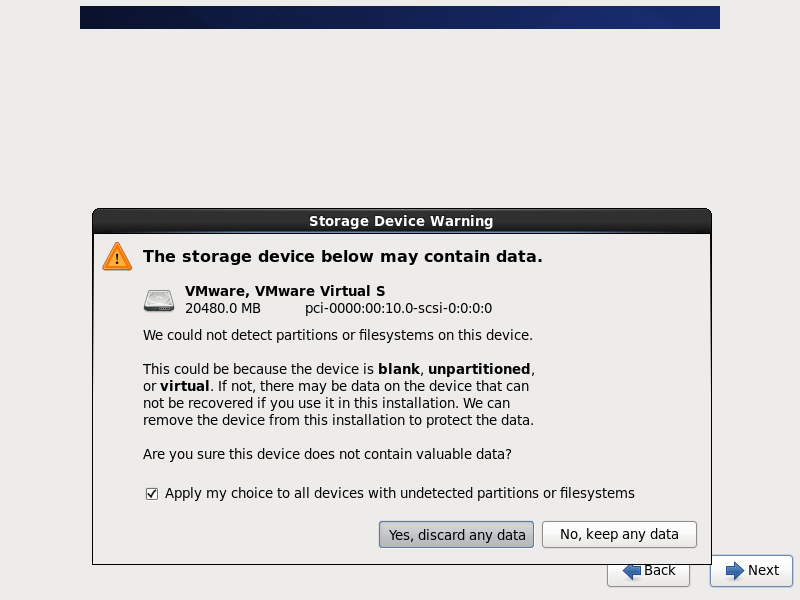 Storage Device Warning
The storage device below may contain data.
VMware, VMware Virtual S
20480.0 MB pci-0000:00:10.0-scsi-0:0:0:0
We could not detect partitions or filesystems on this device.
This could be because the device is blank, unpartitioned,
or virtual. If not, there may be data on the device that can
not be recovered if you use it in this installation. We can
remove the device from this installation to protect the data.
Are you sure this device does not contain valuable data?
Apply my choice to all devices with undetected partitions or filesystems
Yes, discard any data No, keep any data
Back Next